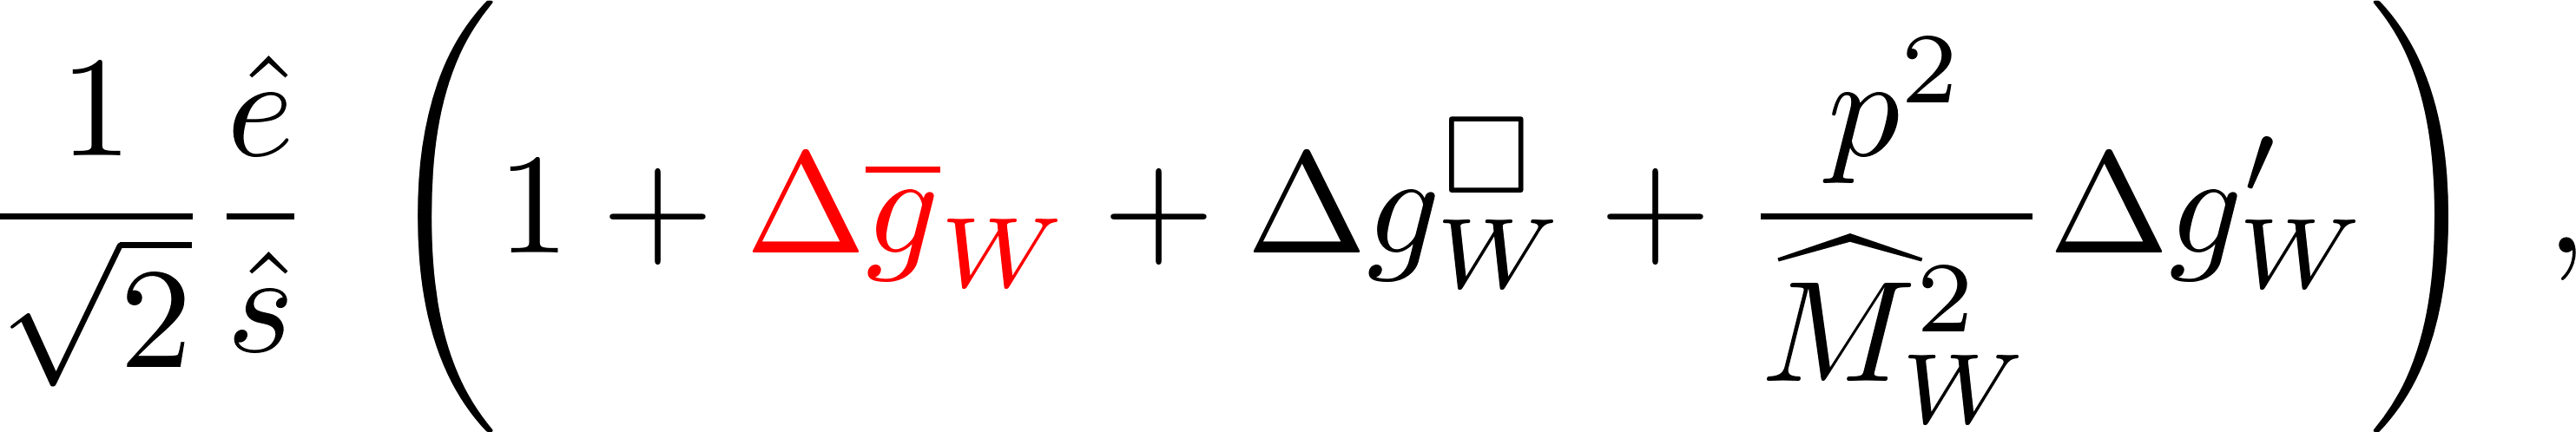 \frac{1}{\sqrt{2}} \frac{\hat{e}}{\hat{s}} \left( 1 + \Delta \overline{g}_W + \Delta g_W^{\square} + \frac{p^2}{\widehat{M}_W^2} \Delta g'_W \right) ,